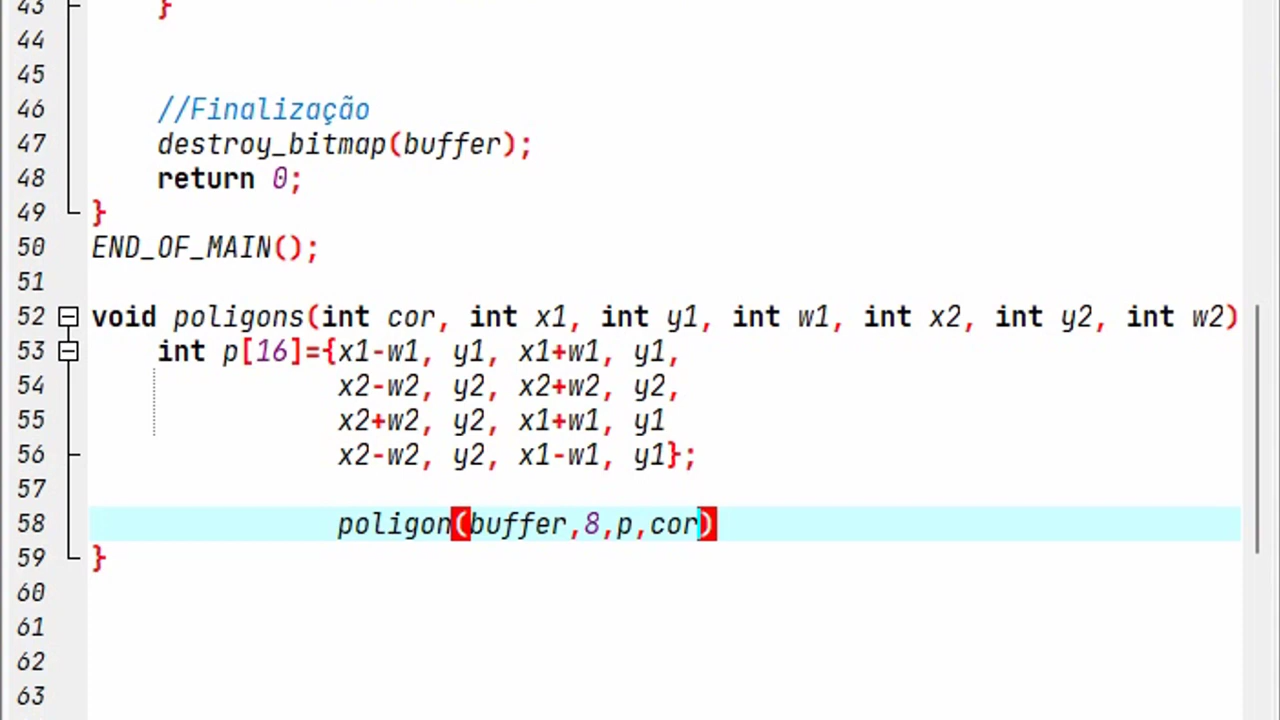 43 }
44
45
46 //Finalização
47 destroy_bitmap(buffer);
48 return 0;
49 }
50 END_OF_MAIN();
51
52 void poligons(int cor, int x1, int y1, int w1, int x2, int y2, int w2)
53 int p[16]={x1-w1, y1, x1+w1, y1,
54 x2-w2, y2, x2+w2, y2,
55 x2+w2, y2, x1+w1, y1
56 x2-w2, y2, x1-w1, y1};
57
58 poligon(buffer,8,p,cor)
59 }
60
61
62
63